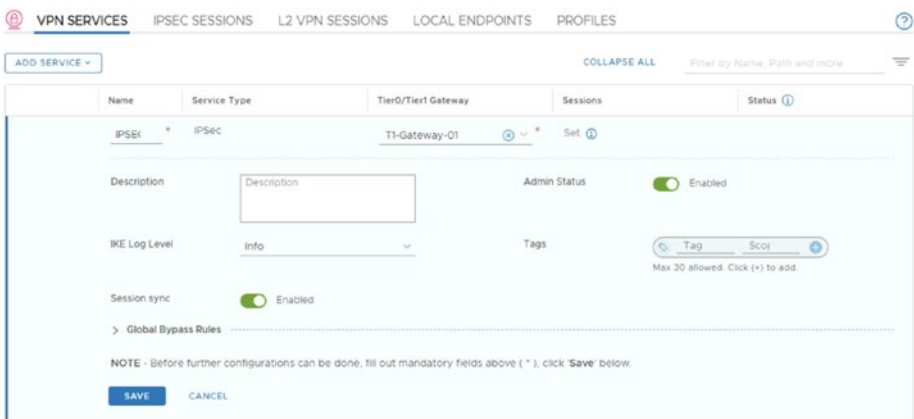 VPN SERVICES IPSEC SESSIONS L2 VPN SESSIONS LOCAL ENDPOINTS PROFILES
ADD SERVICE COLLAPSE ALL Filter by Name, Path and more
Name Service Type Tier0/Tier1 Gateway Sessions Status
IPSE * IPSec T1-Gateway-01 * Set
Description Description Admin Status Enabled
IKE Log Level Info Tags Tag Sco
Max 30 allowed. Click (+) to add.
Session sync Enabled
Global Bypass Rules
NOTE - Before further configurations can be done, fill out mandatory fields above ( * ), click 'Save' below.
SAVE CANCEL